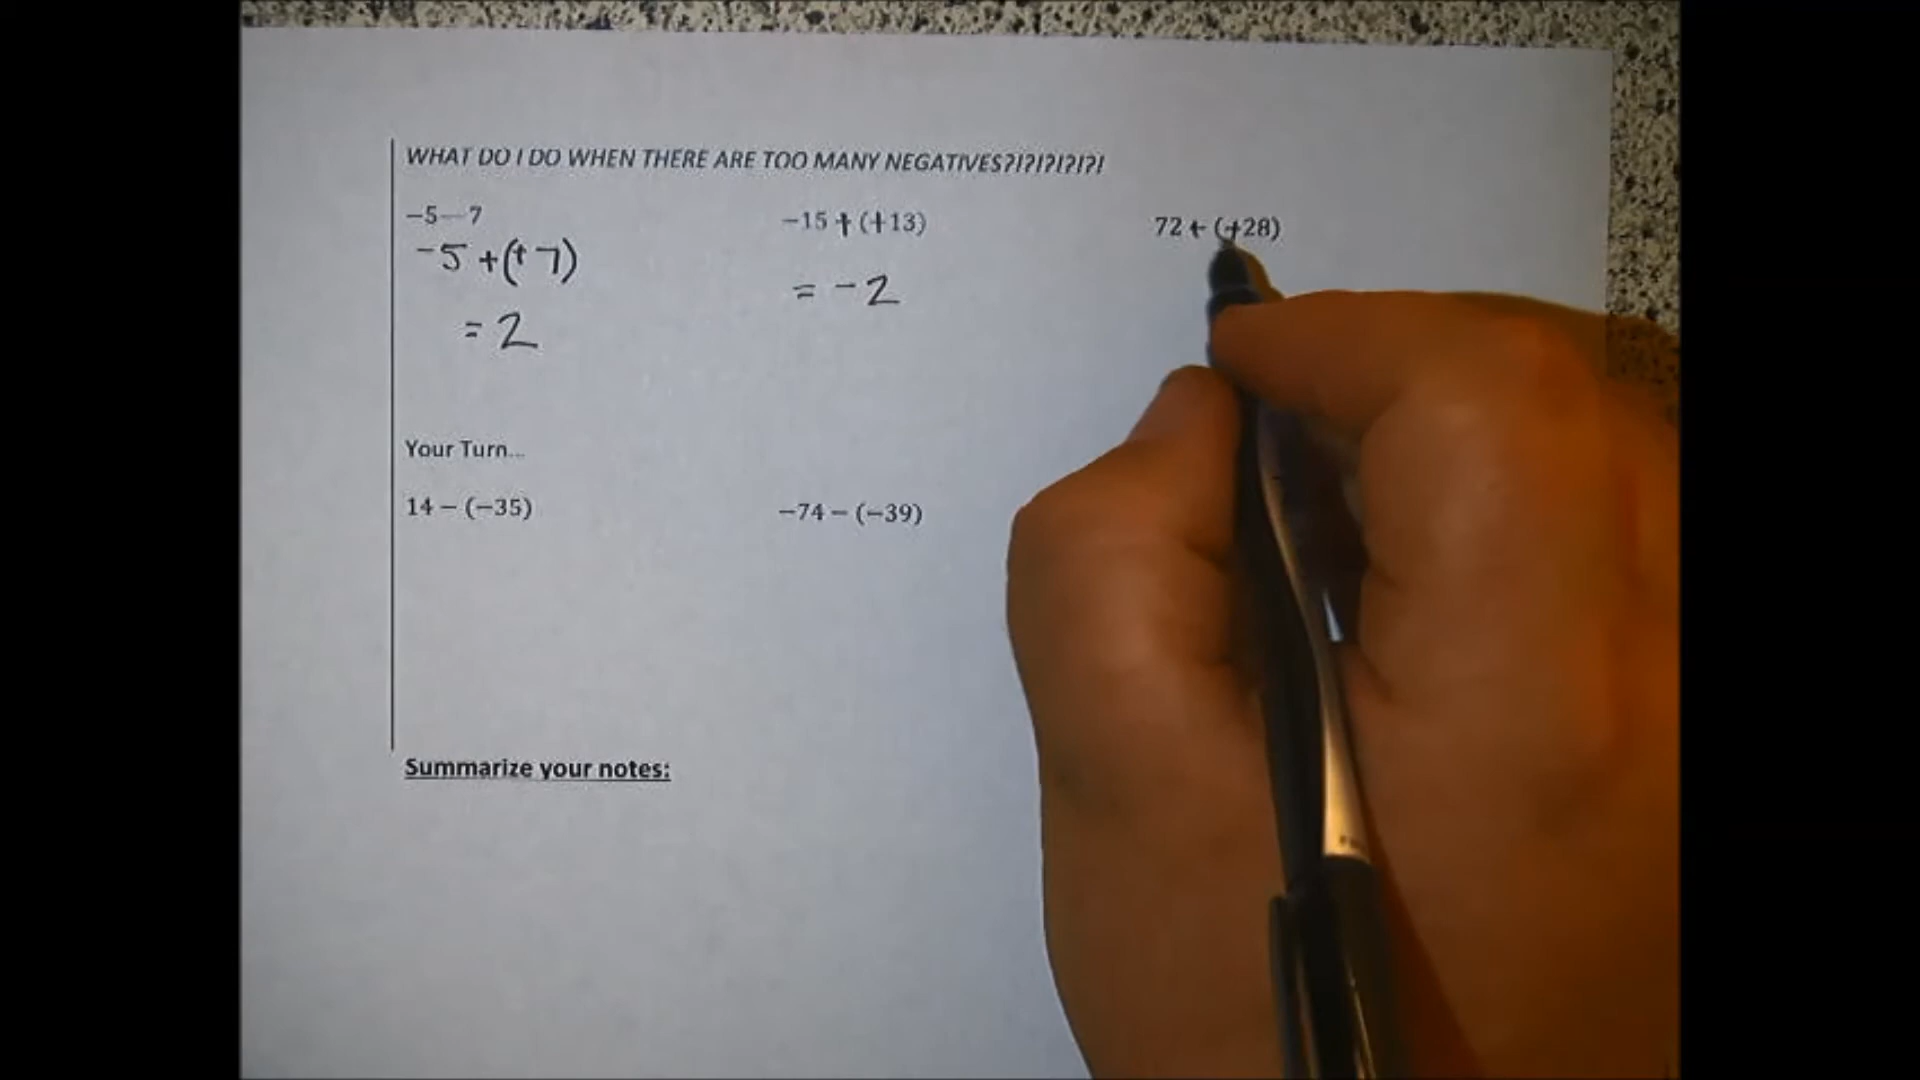 WHAT DO I DO WHEN THERE ARE TOO MANY NEGATIVES?!?!?!?!?!
−5−−7
−5 +(+7)
= 2
−15 + (+13)
= −2
72 + (+28)
Your Turn...
14 − (−35)
−74 − (−39)
Summarize your notes: